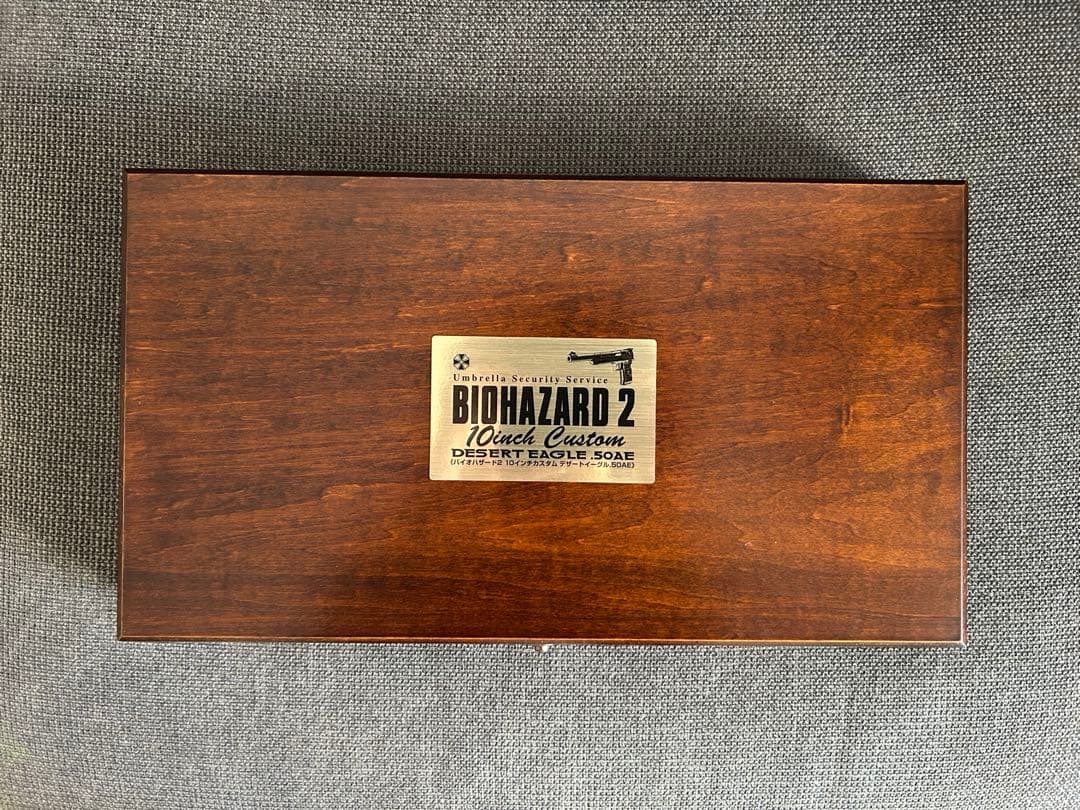 Umbrella Security Service
BIOHAZARD 2
10inch Custom
DESERT EAGLE .50AE
(バイオハザード2 10インチカスタム デザートイーグル.50AE)